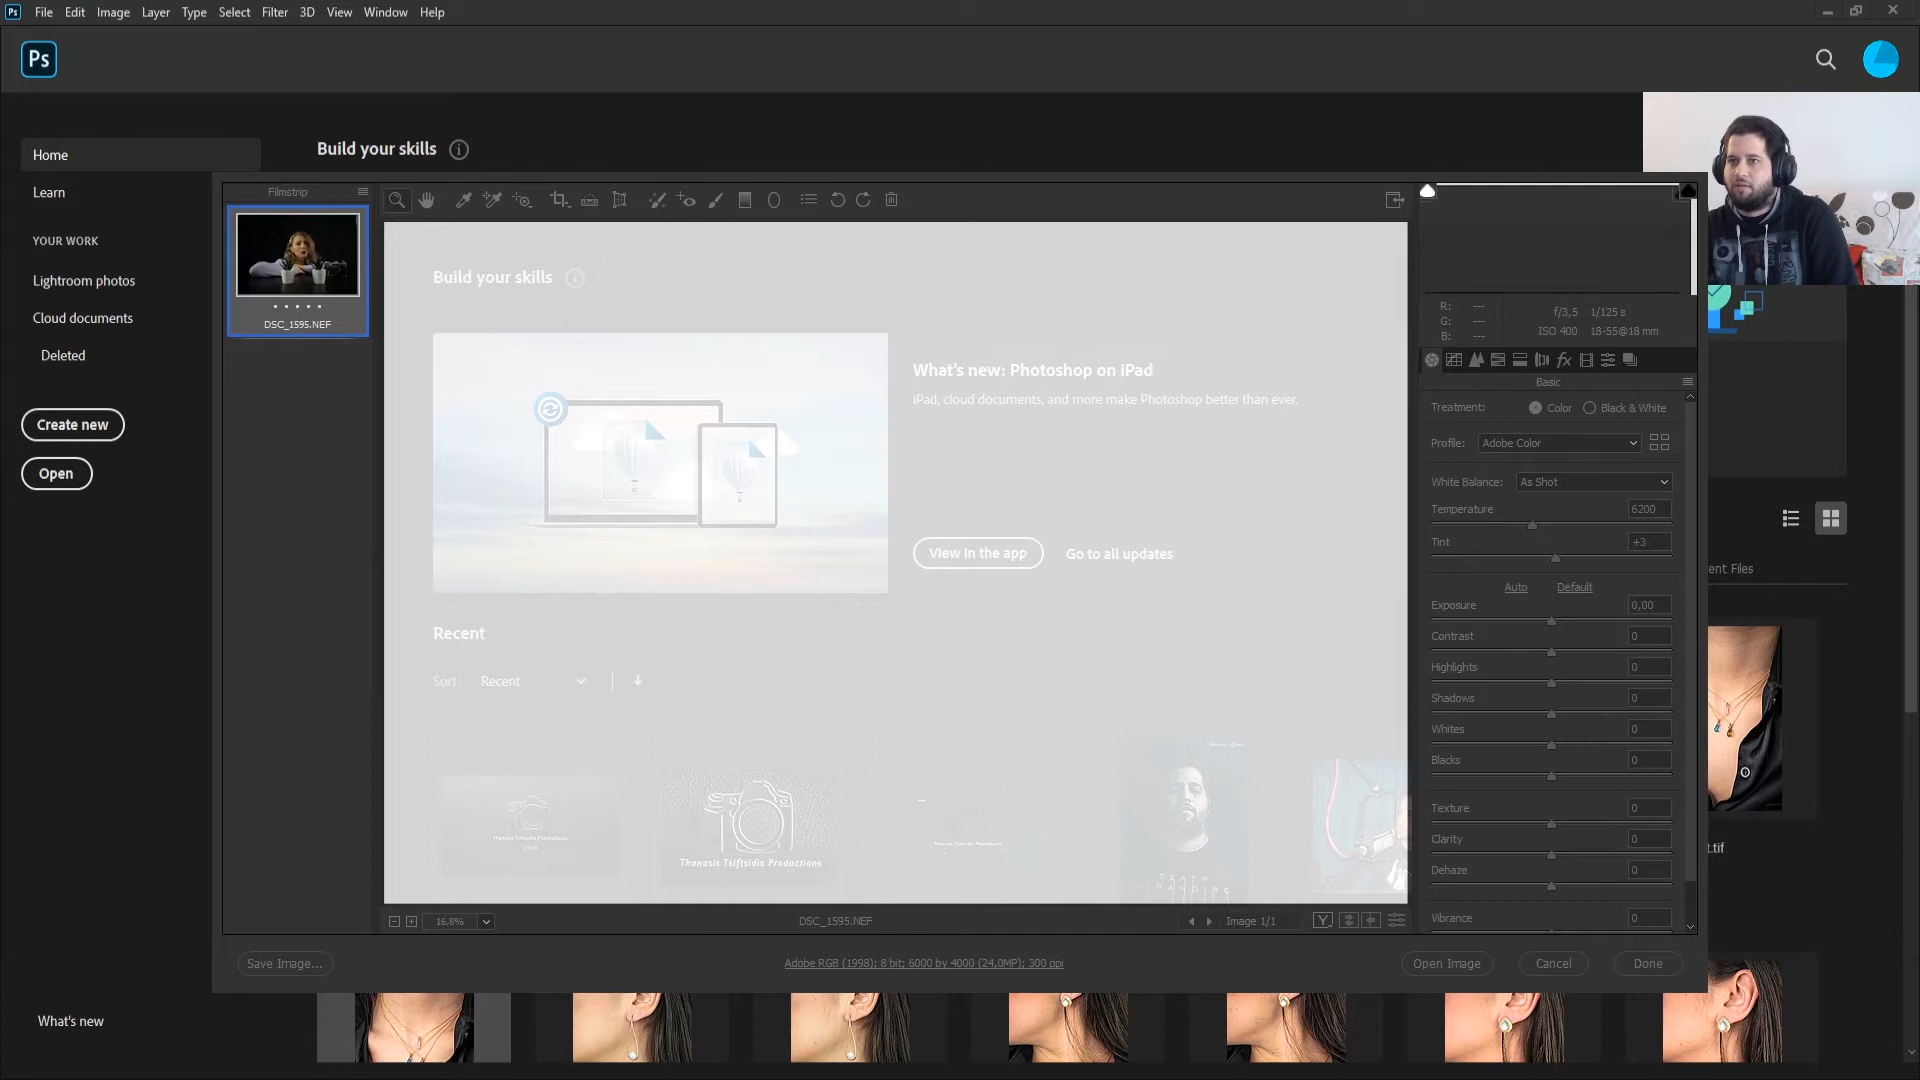 Ps File Edit Image Layer Type Select Filter 3D View Window Help
Ps
Home
Learn
YOUR WORK
Lightroom photos
Cloud documents
Deleted
Create new
Open
What's new
Build your skills
Filmstrip
DSC_1595.NEF
Build your skills
What's new: Photoshop on iPad
iPad, cloud documents, and more make Photoshop better than ever.
View in the app Go to all updates
Recent
Sort Recent
Thanasis Tsiftsidis Productions
DEATH
16,8% DSC_1595.NEF Image 1/1
Save Image... Adobe RGB (1998); 8 bit; 6000 by 4000 (24,0MP); 300 ppi Open Image Cancel Done
R: ---
G: ---
B: ---
f/3,5 1/125 s
ISO 400 18-55@18 mm
Basic
Treatment: Color Black & White
Profile: Adobe Color
White Balance: As Shot
Temperature 6200
Tint +3
Auto Default
Exposure 0,00
Contrast 0
Highlights 0
Shadows 0
Whites 0
Blacks 0
Texture 0
Clarity 0
Dehaze 0
Vibrance 0
ent Files
t.tif